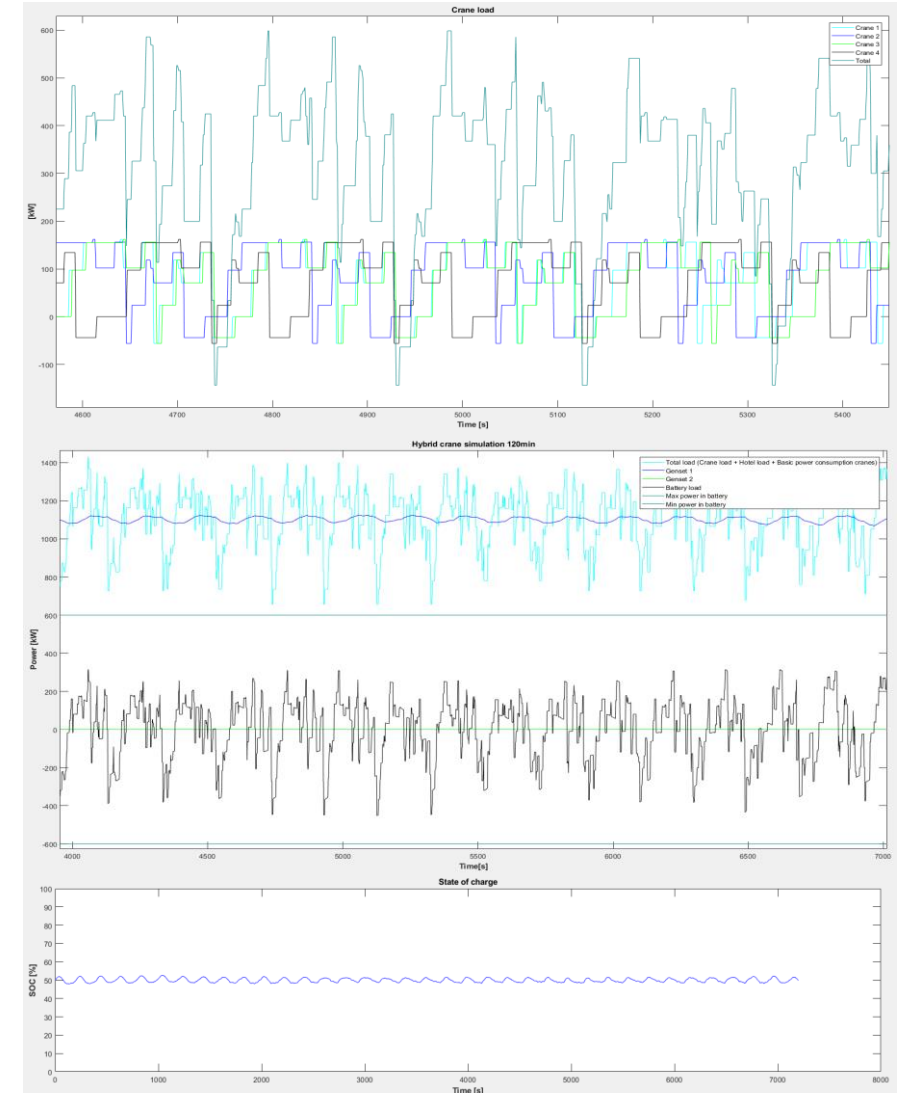 Crane load
600
500
400
300
200
100
0
-100
[kW]
Crane 1
Crane 2
Crane 3
Crane 4
Total
4600 4700 4800 4900 5000 5100 5200 5300 5400
Time [s]
Hybrid crane simulation 120min
1400
1200
1000
800
600
400
200
0
-200
-400
-600
Power [kW]
Total load (Crane load + Hotel load + Basic power consumption cranes)
Genset 1
Genset 2
Battery load
Max power in battery
Min power in battery
4000 4500 5000 5500 6000 6500 7000
Time[s]
State of charge
100
90
80
70
60
50
40
30
20
10
0
SOC [%]
0 1000 2000 3000 4000 5000 6000 7000 8000
Time [s]